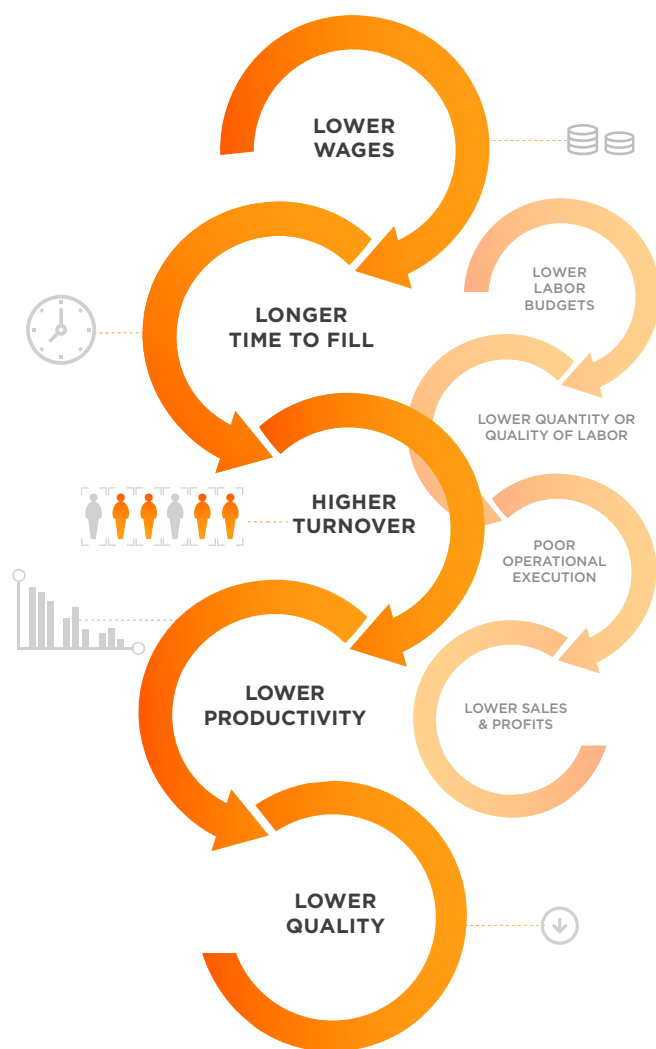 LOWER
WAGES
LONGER
TIME TO FILL
HIGHER
TURNOVER
LOWER
PRODUCTIVITY
LOWER
QUALITY
LOWER
LABOR
BUDGETS
LOWER QUANTITY OR
QUALITY OF LABOR
POOR
OPERATIONAL
EXECUTION
LOWER SALES
& PROFITS